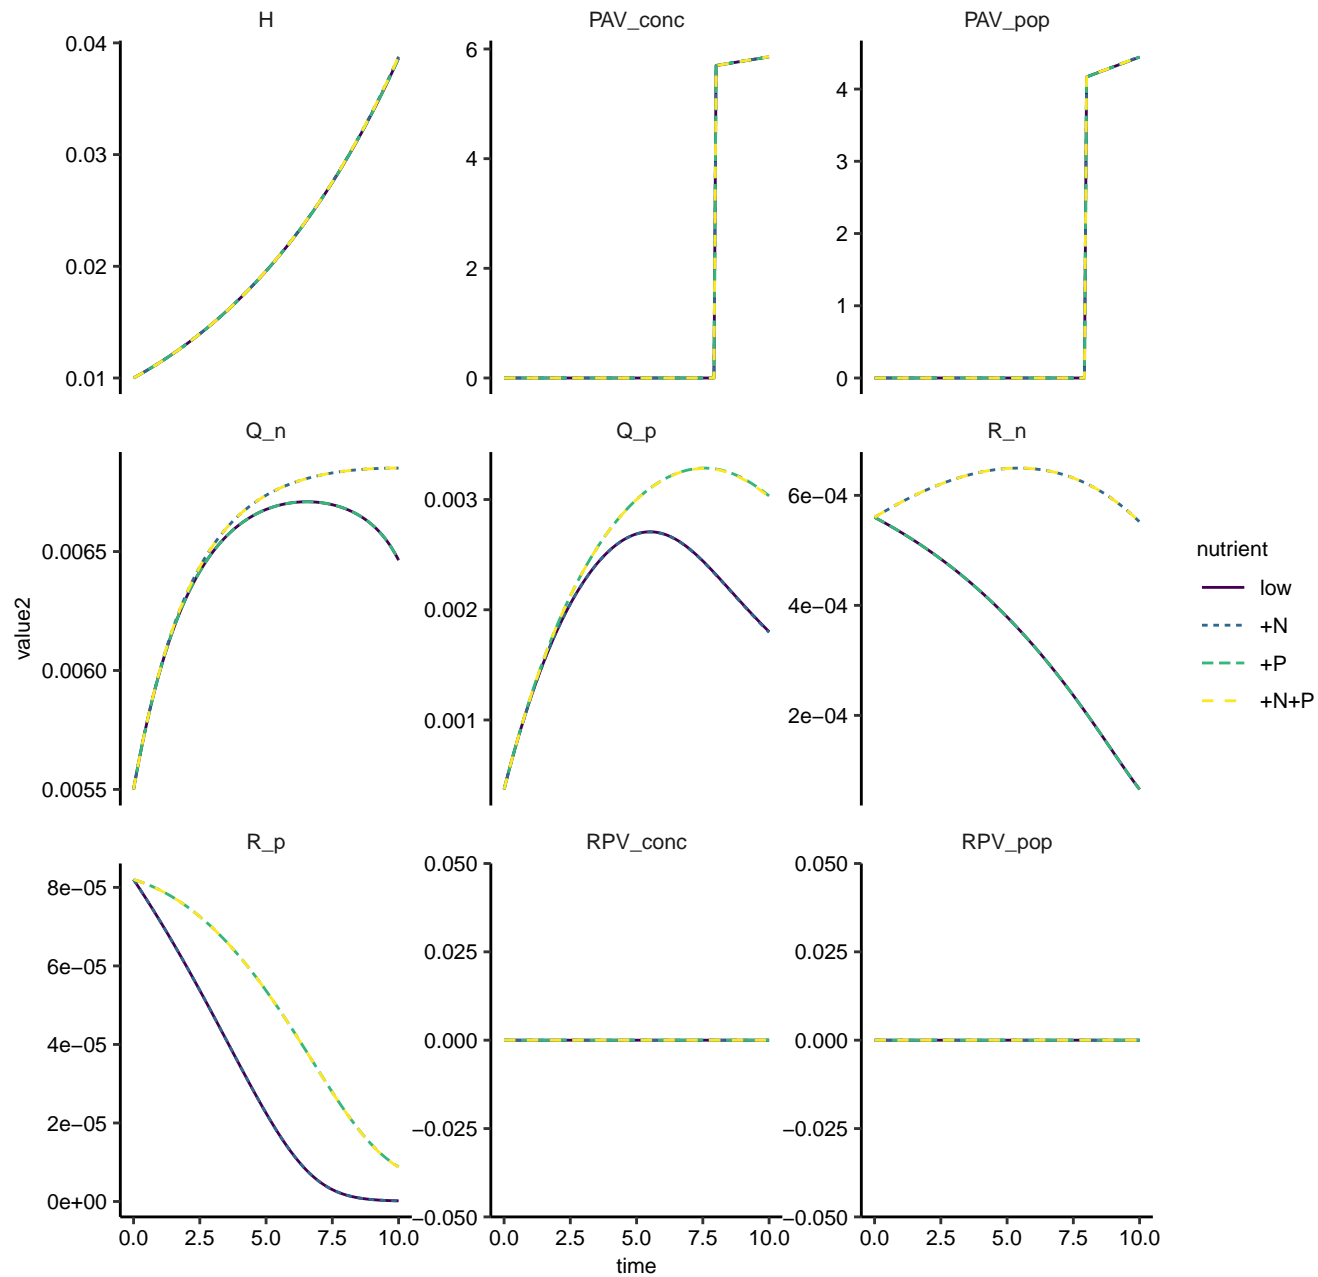 H
PAV_conc
PAV_pop
0.04
0.03
0.02
0.01
6
4
2
0
4
3
2
1
0
Q_n
Q_p
R_n
0.0065
0.0060
0.0055
0.003
0.002
0.001
6e−04
4e−04
2e−04
R_p
RPV_conc
RPV_pop
8e−05
6e−05
4e−05
2e−05
0e+00
0.050
0.025
0.000
−0.025
−0.050
0.050
0.025
0.000
−0.025
−0.050
0.0 2.5 5.0 7.5 10.0
0.0 2.5 5.0 7.5 10.0
0.0 2.5 5.0 7.5 10.0
time
value2
nutrient
low
+N
+P
+N+P